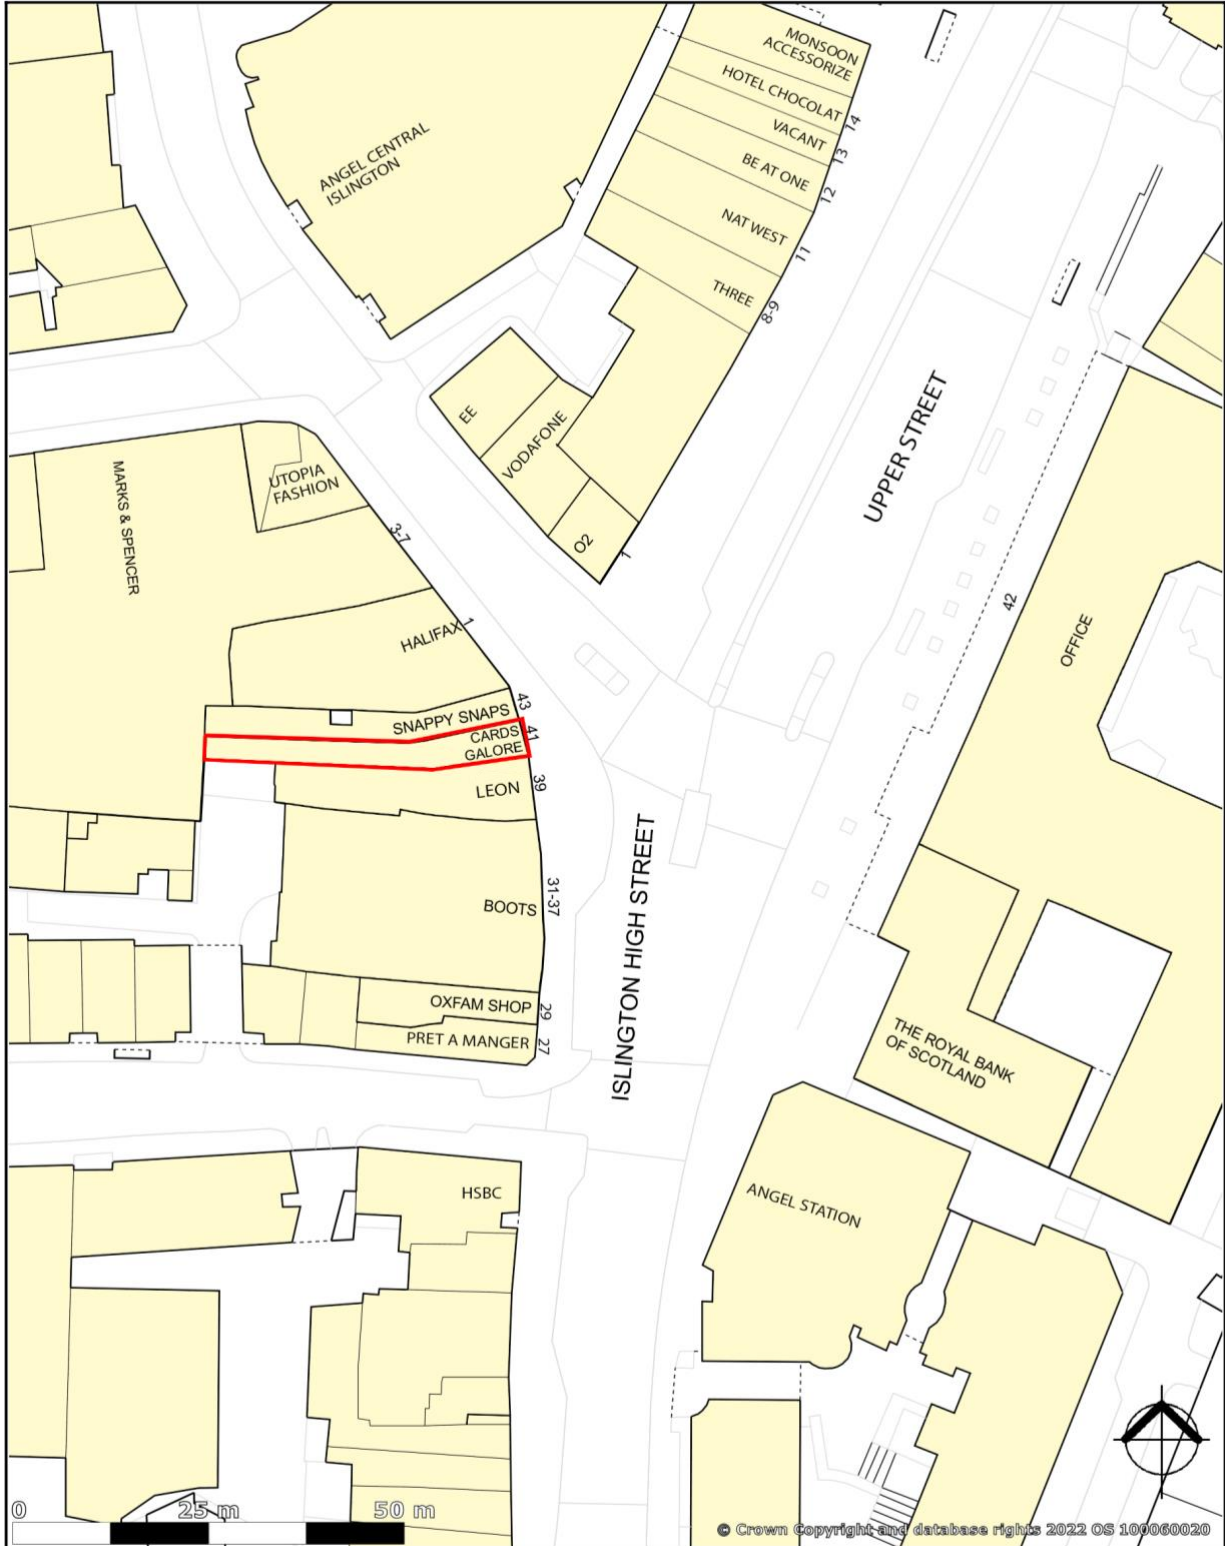 MONSOON
ACCESSORIZE
HOTEL CHOCOLAT
14
VACANT
13
BE AT ONE
12
NAT WEST
11
THREE
8-9
ANGEL CENTRAL
ISLINGTON
EE
VODAFONE
O2
1
UPPER STREET
42
OFFICE
MARKS & SPENCER
UTOPIA
FASHION
3-7
HALIFAX
1
43
SNAPPY SNAPS
41
CARDS
GALORE
39
LEON
31-37
BOOTS
ISLINGTON HIGH STREET
OXFAM SHOP
29
PRET A MANGER
27
THE ROYAL BANK
OF SCOTLAND
HSBC
ANGEL STATION
0
25 m
50 m
© Crown Copyright and database rights 2022 OS 100060020